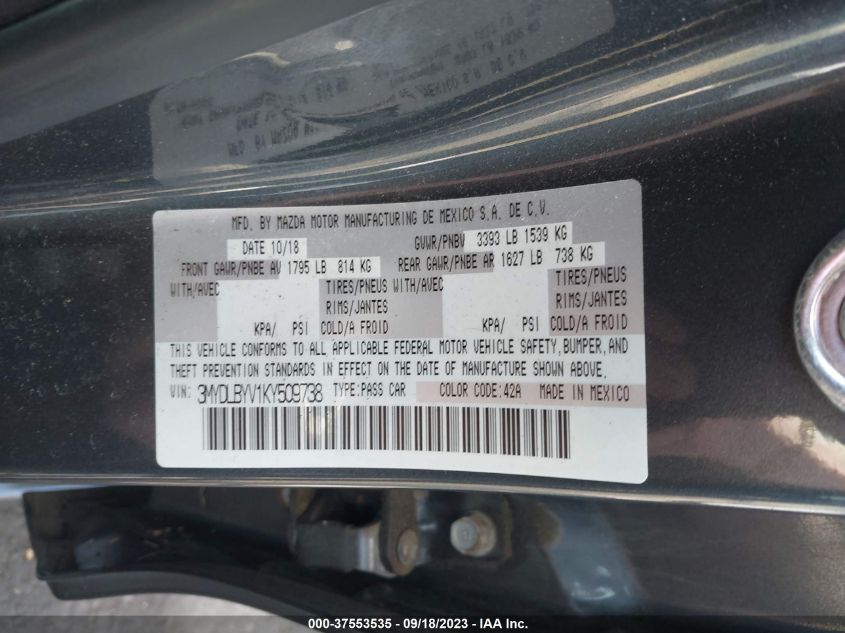 MFD. BY MAZDA MOTOR MANUFACTURING DE MEXICO S.A. DE C.V.
DATE 10/18 GVWR/PNBV 3393 LB 1539 KG
FRONT GAWR/PNBE AV 1795 LB 814 KG REAR GAWR/PNBE AR 1627 LB 738 KG
WITH/AVEC TIRES/PNEUS WITH/AVEC TIRES/PNEUS
RIMS/JANTES RIMS/JANTES
KPA/ PSI COLD/A FROID KPA/ PSI COLD/A FROID
THIS VEHICLE CONFORMS TO ALL APPLICABLE FEDERAL MOTOR VEHICLE SAFETY, BUMPER, AND
THEFT PREVENTION STANDARDS IN EFFECT ON THE DATE OF MANUFACTURE SHOWN ABOVE.
VIN: 3MYDLBYV1KY509738 TYPE:PASS CAR COLOR CODE:42A MADE IN MEXICO
000-37553535 - 09/18/2023 - IAA Inc.